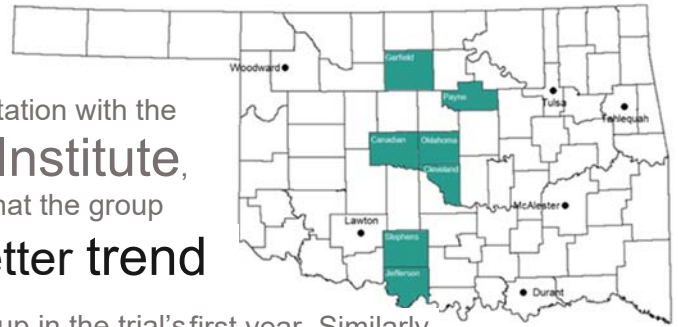 Woodward
Garfield
Payne
Tulsa
Tahlequah
tation with the
Institute,
Canadian
Oklahoma
Cleveland
hat the group
McAlester
Lawton
etter trend
Stephens
Jefferson
Durant
up in the trial's first year. Similarly